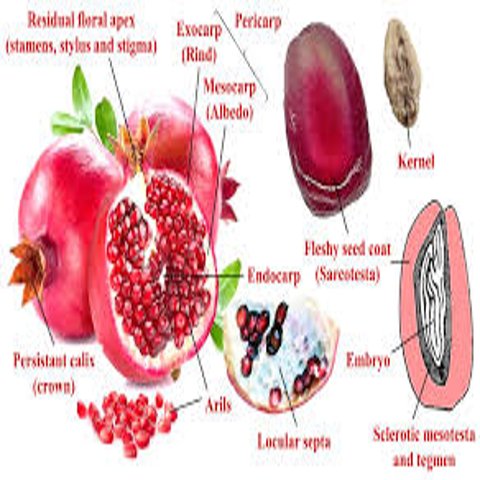 Residual floral apex
(stamens, stylus and stigma)
Exocarp
(Rind)
Pericarp
Mesocarp
(Albedo)
Kernel
Fleshy seed coat
(Sarcotesta)
Endocarp
Persistant calix
(crown)
Embryo
Arils
Locular septa
Sclerotic mesotesta
and tegmen